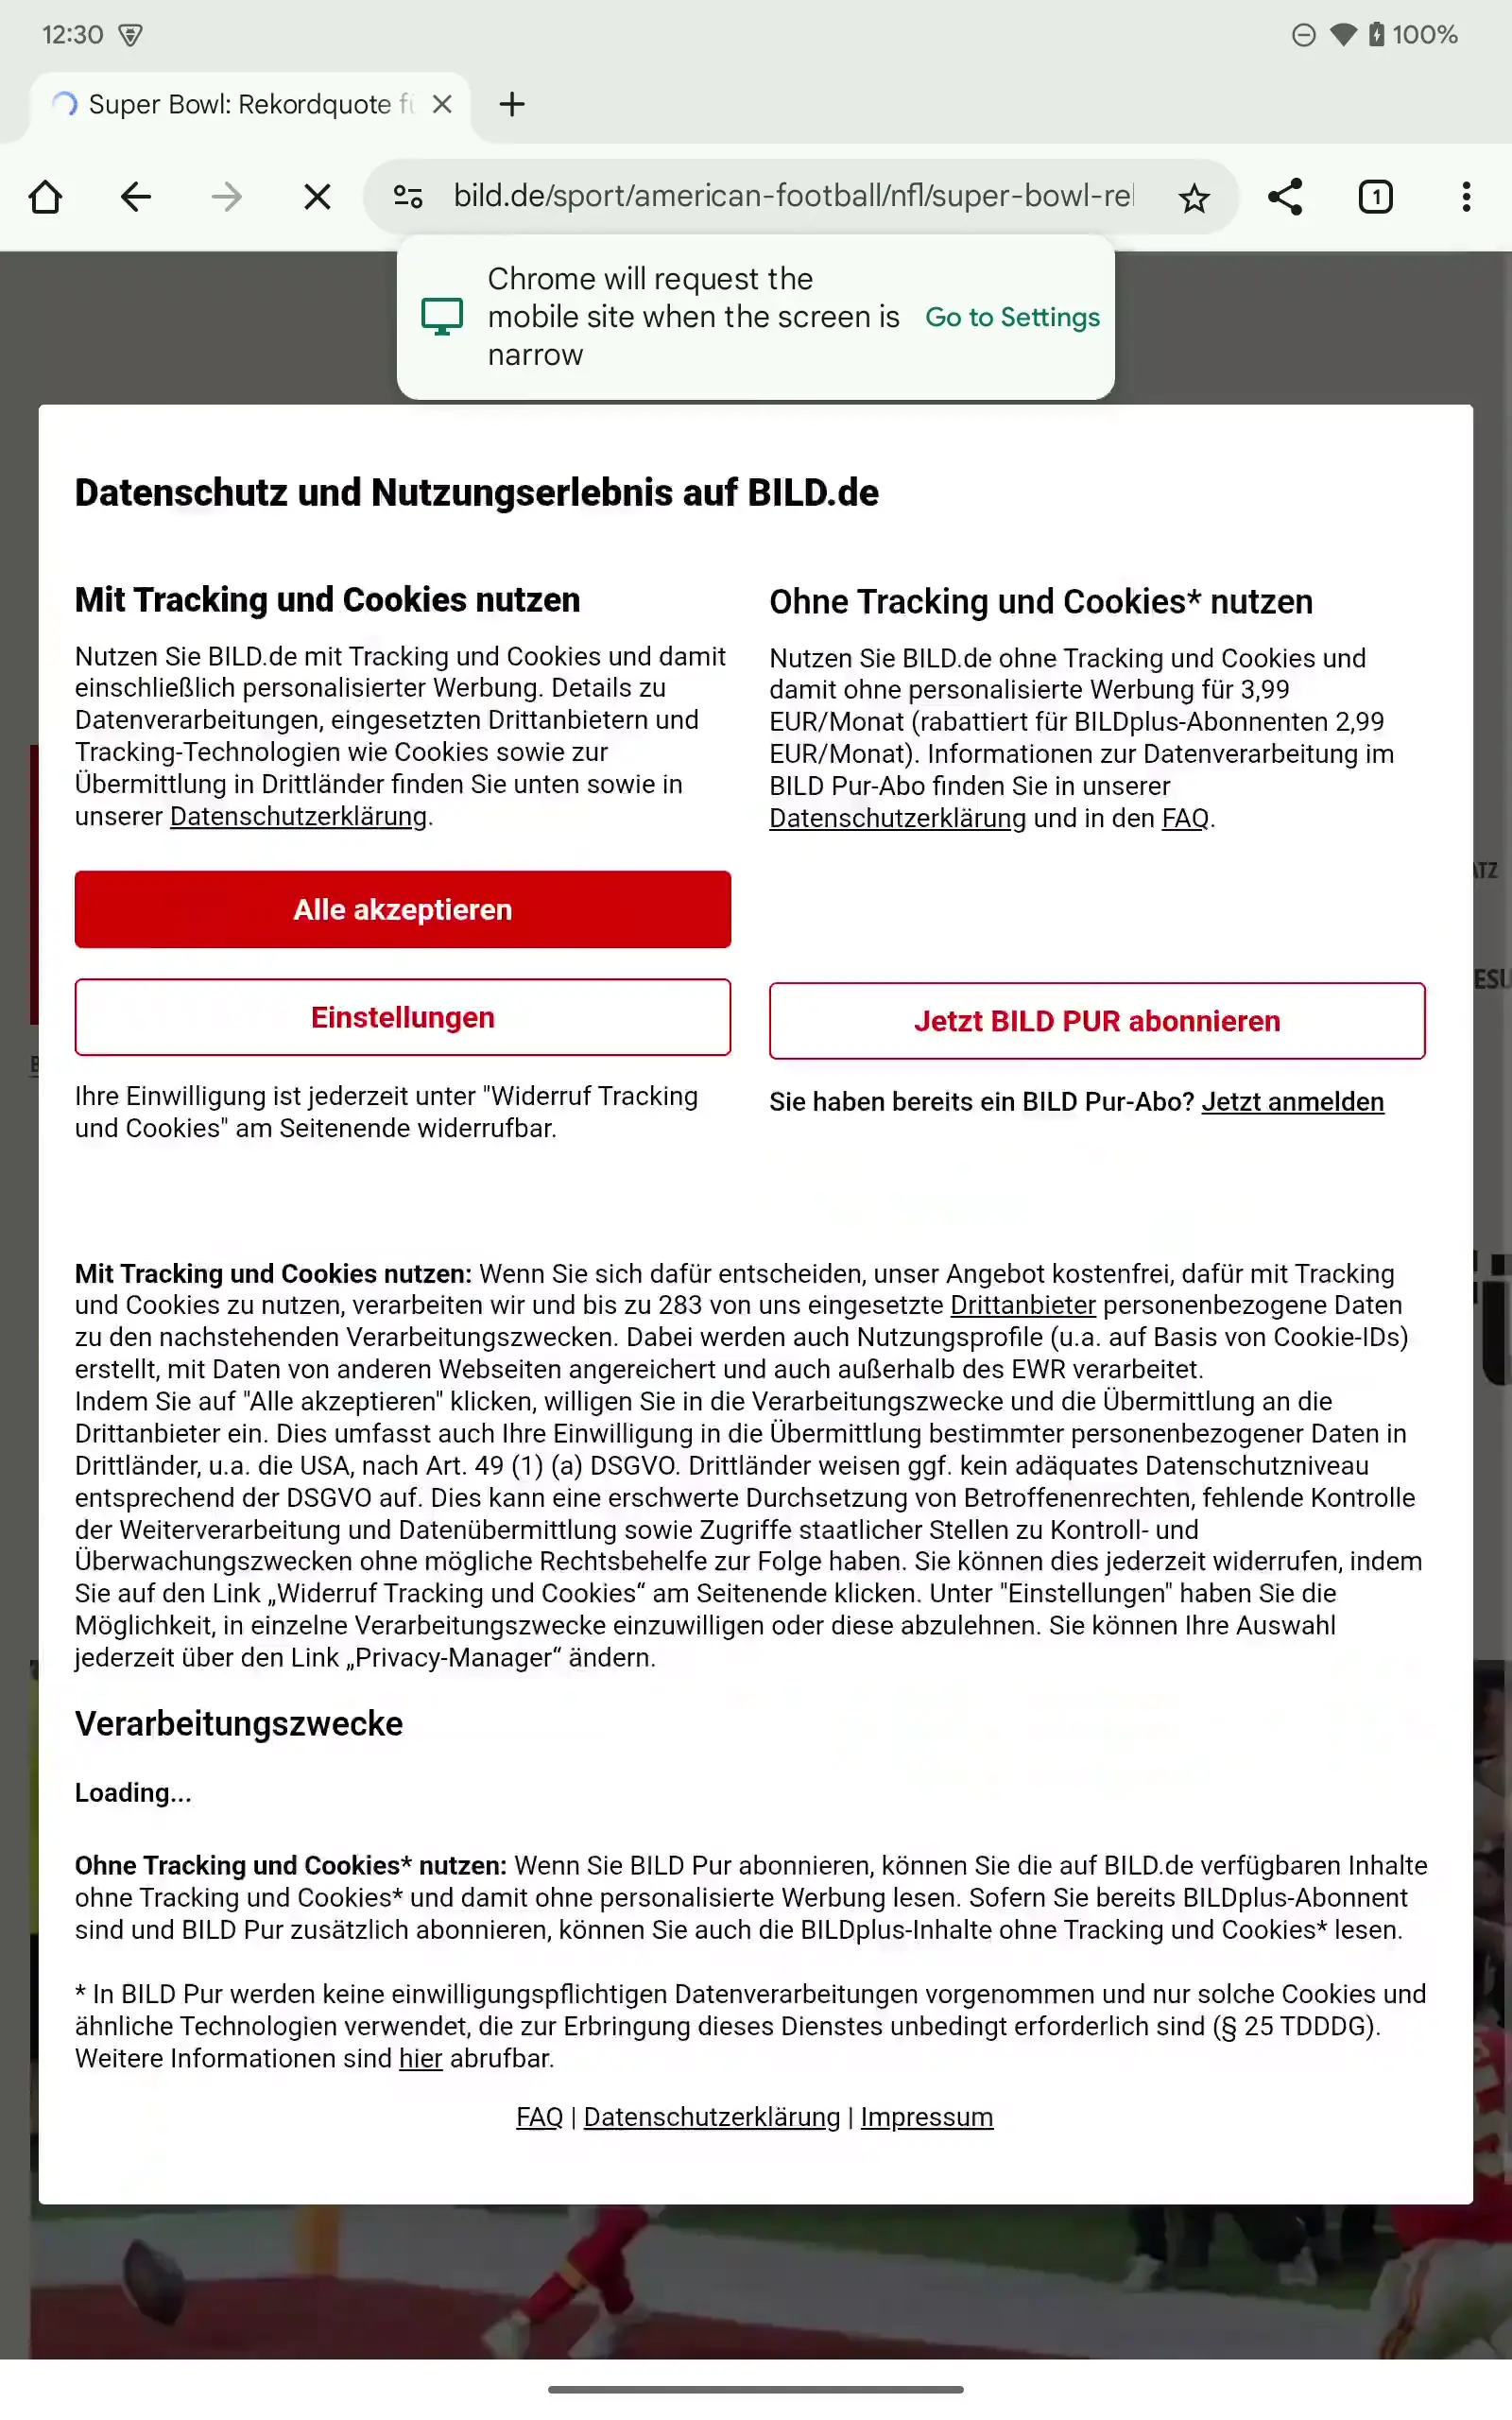 12:30
100%
Super Bowl: Rekordquote fü
bild.de/sport/american-football/nfl/super-bowl-rel
1
Chrome will request the
mobile site when the screen is
narrow
Go to Settings
Datenschutz und Nutzungserlebnis auf BILD.de
Mit Tracking und Cookies nutzen
Nutzen Sie BILD.de mit Tracking und Cookies und damit
einschließlich personalisierter Werbung. Details zu
Datenverarbeitungen, eingesetzten Drittanbietern und
Tracking-Technologien wie Cookies sowie zur
Übermittlung in Drittländer finden Sie unten sowie in
unserer Datenschutzerklärung.
Alle akzeptieren
Einstellungen
Ihre Einwilligung ist jederzeit unter "Widerruf Tracking
und Cookies" am Seitenende widerrufbar.
Ohne Tracking und Cookies* nutzen
Nutzen Sie BILD.de ohne Tracking und Cookies und
damit ohne personalisierte Werbung für 3,99
EUR/Monat (rabattiert für BILDplus-Abonnenten 2,99
EUR/Monat). Informationen zur Datenverarbeitung im
BILD Pur-Abo finden Sie in unserer
Datenschutzerklärung und in den FAQ.
Jetzt BILD PUR abonnieren
Sie haben bereits ein BILD Pur-Abo? Jetzt anmelden
Mit Tracking und Cookies nutzen: Wenn Sie sich dafür entscheiden, unser Angebot kostenfrei, dafür mit Tracking
und Cookies zu nutzen, verarbeiten wir und bis zu 283 von uns eingesetzte Drittanbieter personenbezogene Daten
zu den nachstehenden Verarbeitungszwecken. Dabei werden auch Nutzungsprofile (u.a. auf Basis von Cookie-IDs)
erstellt, mit Daten von anderen Webseiten angereichert und auch außerhalb des EWR verarbeitet.
Indem Sie auf "Alle akzeptieren" klicken, willigen Sie in die Verarbeitungszwecke und die Übermittlung an die
Drittanbieter ein. Dies umfasst auch Ihre Einwilligung in die Übermittlung bestimmter personenbezogener Daten in
Drittländer, u.a. die USA, nach Art. 49 (1) (a) DSGVO. Drittländer weisen ggf. kein adäquates Datenschutzniveau
entsprechend der DSGVO auf. Dies kann eine erschwerte Durchsetzung von Betroffenenrechten, fehlende Kontrolle
der Weiterverarbeitung und Datenübermittlung sowie Zugriffe staatlicher Stellen zu Kontroll- und
Überwachungszwecken ohne mögliche Rechtsbehelfe zur Folge haben. Sie können dies jederzeit widerrufen, indem
Sie auf den Link „Widerruf Tracking und Cookies“ am Seitenende klicken. Unter "Einstellungen" haben Sie die
Möglichkeit, in einzelne Verarbeitungszwecke einzuwilligen oder diese abzulehnen. Sie können Ihre Auswahl
jederzeit über den Link „Privacy-Manager“ ändern.
Verarbeitungszwecke
Loading...
Ohne Tracking und Cookies* nutzen: Wenn Sie BILD Pur abonnieren, können Sie die auf BILD.de verfügbaren Inhalte
ohne Tracking und Cookies* und damit ohne personalisierte Werbung lesen. Sofern Sie bereits BILDplus-Abonnent
sind und BILD Pur zusätzlich abonnieren, können Sie auch die BILDplus-Inhalte ohne Tracking und Cookies* lesen.
* In BILD Pur werden keine einwilligungspflichtigen Datenverarbeitungen vorgenommen und nur solche Cookies und
ähnliche Technologien verwendet, die zur Erbringung dieses Dienstes unbedingt erforderlich sind (§ 25 TDDDG).
Weitere Informationen sind hier abrufbar.
FAQ | Datenschutzerklärung | Impressum